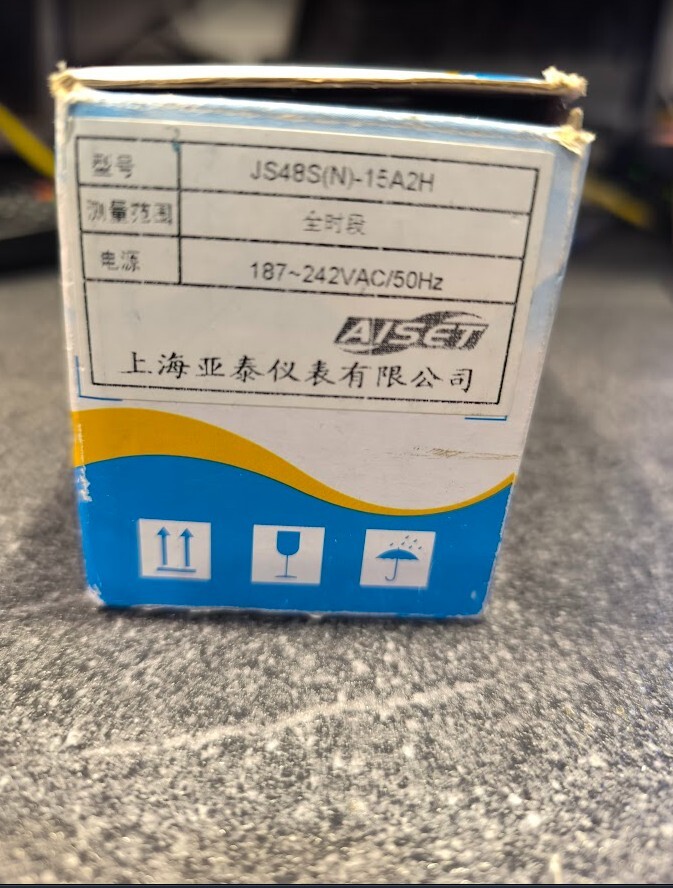 型号 JS48S(N)-15A2H
测量范围 全时段
电源 187~242VAC/50Hz
AISET
上海亚泰仪表有限公司